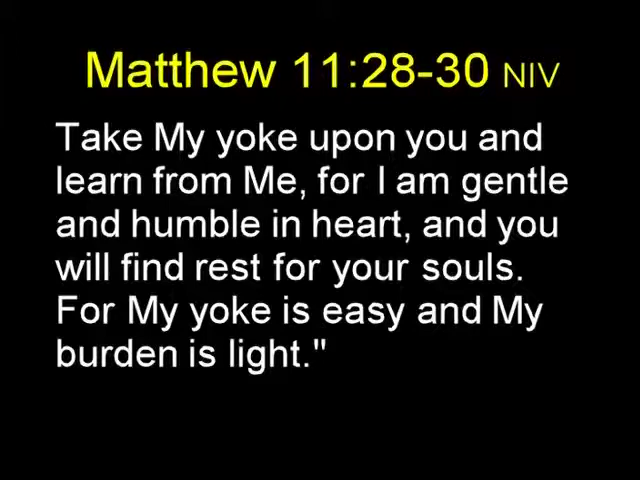 Matthew 11:28-30 NIV
Take My yoke upon you and
learn from Me, for I am gentle
and humble in heart, and you
will find rest for your souls.
For My yoke is easy and My
burden is light."